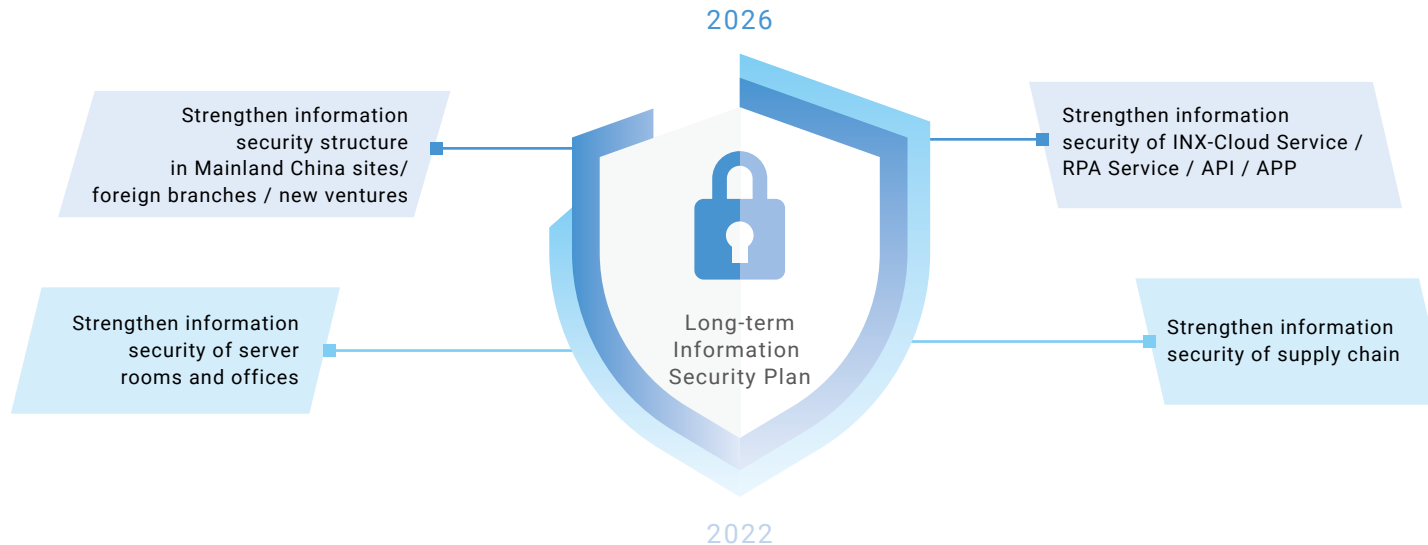 2026
Strengthen information
security structure
in Mainland China sites/
foreign branches / new ventures
Strengthen information
security of INX-Cloud Service /
RPA Service / API / APP
Strengthen information
security of server
rooms and offices
Long-term
Information
Security Plan
Strengthen information
security of supply chain
2022